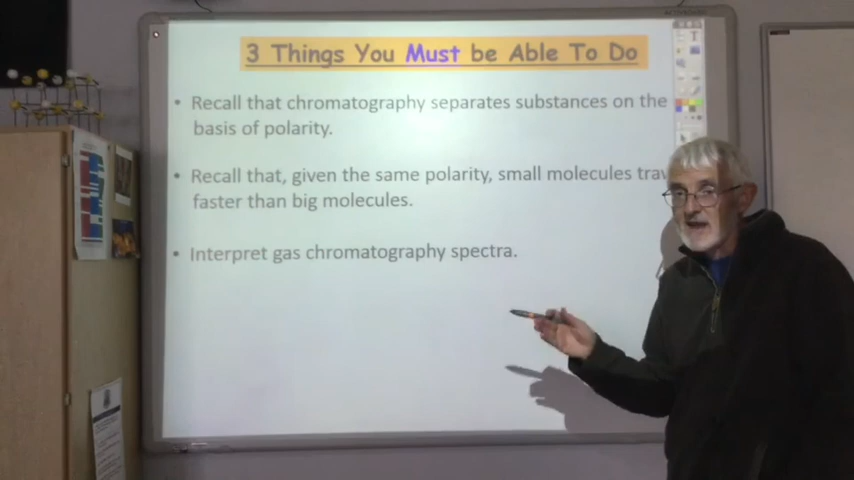 3 Things You Must be Able To Do
• Recall that chromatography separates substances on the
basis of polarity.
• Recall that, given the same polarity, small molecules trav
faster than big molecules.
• Interpret gas chromatography spectra.